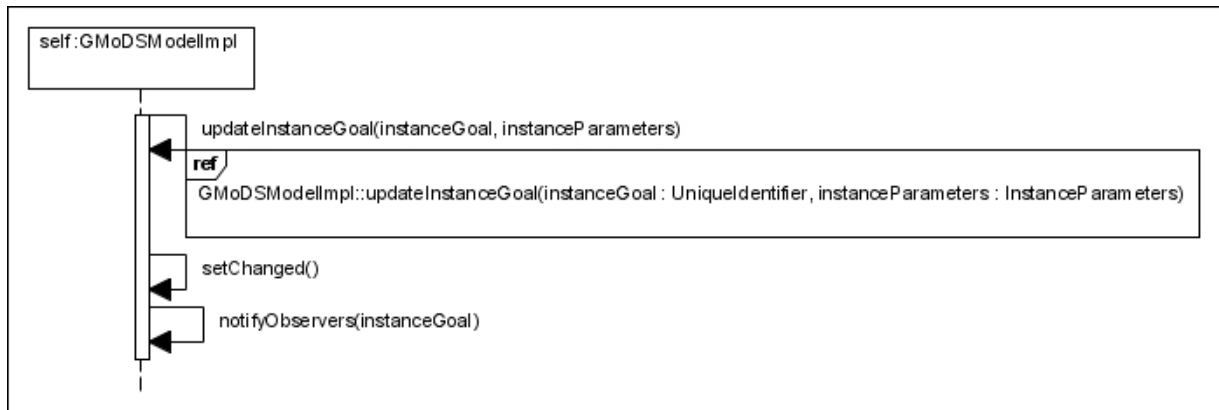 self:GMoDSModelImpl
updateInstanceGoal(instanceGoal, instanceParameters)
ref
GMoDSModelImpl::updateInstanceGoal(instanceGoal : UniqueIdentifier, instanceParameters : InstanceParameters)
setChanged()
notifyObservers(instanceGoal)